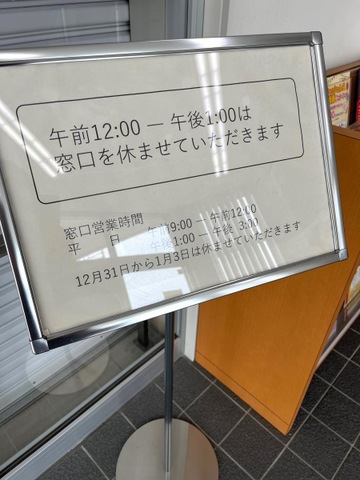 午前12:00 ― 午後1:00は
窓口を休ませていただきます
窓口営業時間
平　　日　午前9:00 ― 午前12:00
午後1:00 ― 午後 3:00
12月31日から1月3日は休ませていただきます